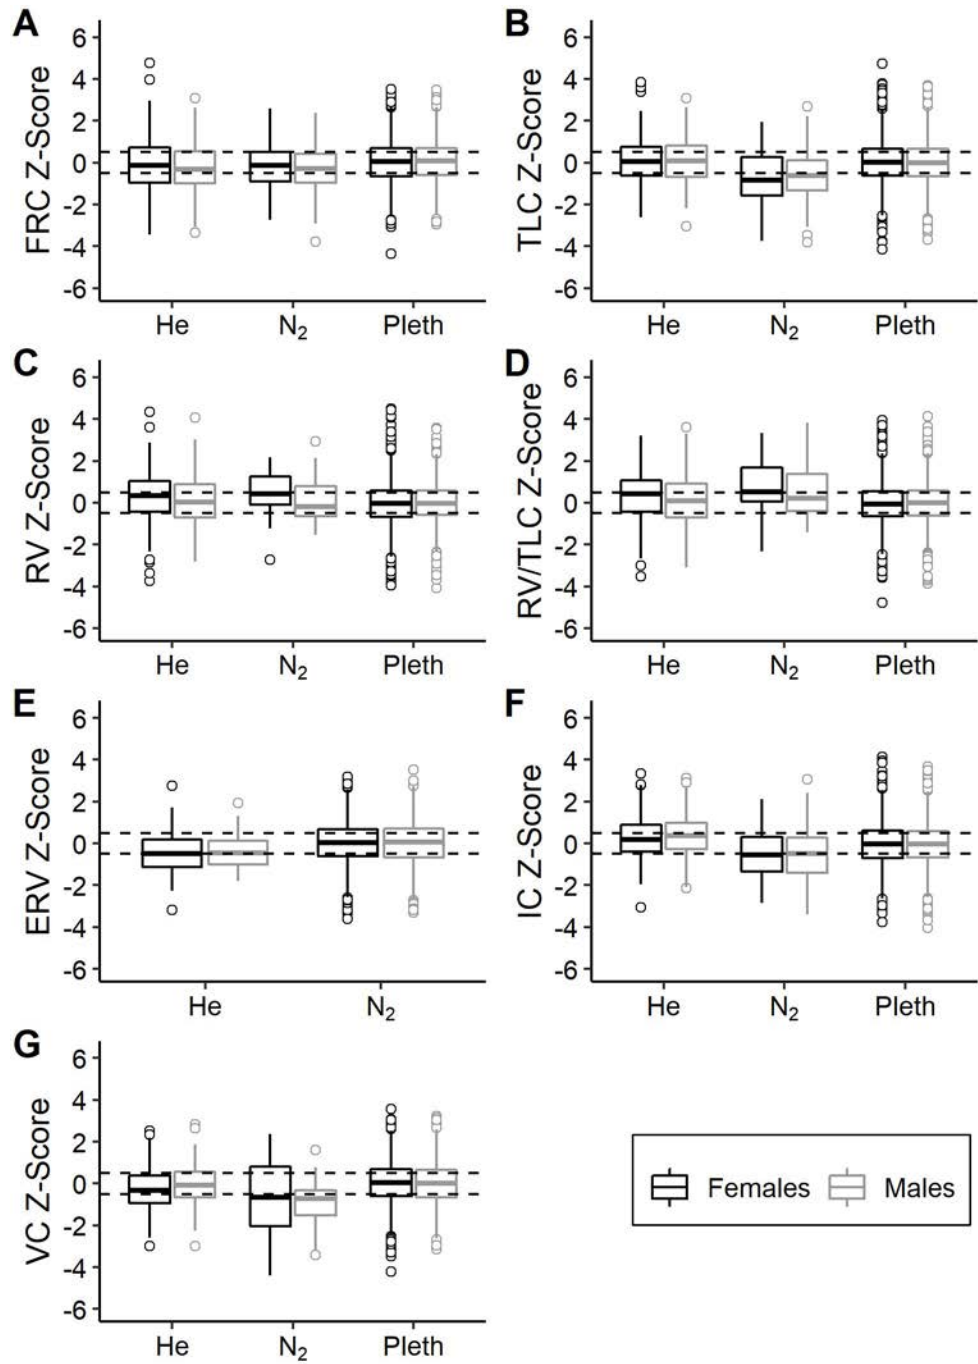 A
FRC Z-Score
6
4
2
0
-2
-4
-6
He
N2
Pleth
B
TLC Z-Score
6
4
2
0
-2
-4
-6
He
N2
Pleth
C
RV Z-Score
6
4
2
0
-2
-4
-6
He
N2
Pleth
D
RV/TLC Z-Score
6
4
2
0
-2
-4
-6
He
N2
Pleth
E
ERV Z-Score
6
4
2
0
-2
-4
-6
He
N2
F
IC Z-Score
6
4
2
0
-2
-4
-6
He
N2
Pleth
G
VC Z-Score
6
4
2
0
-2
-4
-6
He
N2
Pleth
Females
Males